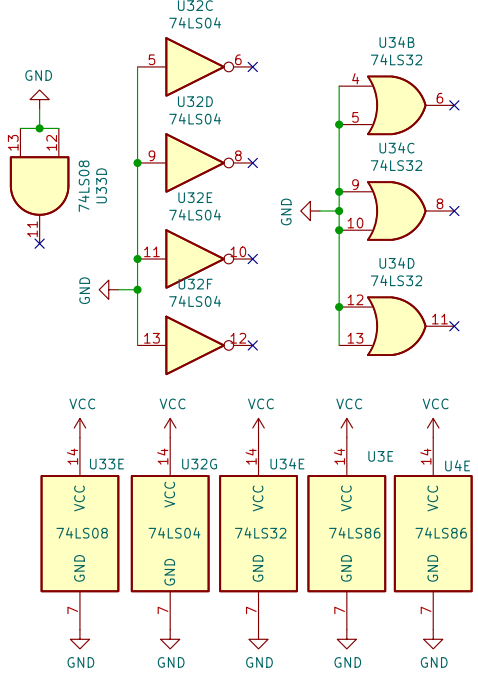 U32C
74LS04
5
6
U34B
74LS32
4
5
6
GND
13
12
11
74LS08
U33D
U32D
74LS04
9
8
U34C
74LS32
9
10
8
GND
U32E
74LS04
11
10
GND
U32F
74LS04
13
12
U34D
74LS32
12
13
11
VCC
VCC
VCC
VCC
VCC
14
U33E
14
U32G
14
U34E
14
U3E
14
U4E
VCC
VCC
VCC
VCC
VCC
74LS08
74LS04
74LS32
74LS86
74LS86
GND
GND
GND
GND
GND
7
7
7
7
7
GND
GND
GND
GND
GND